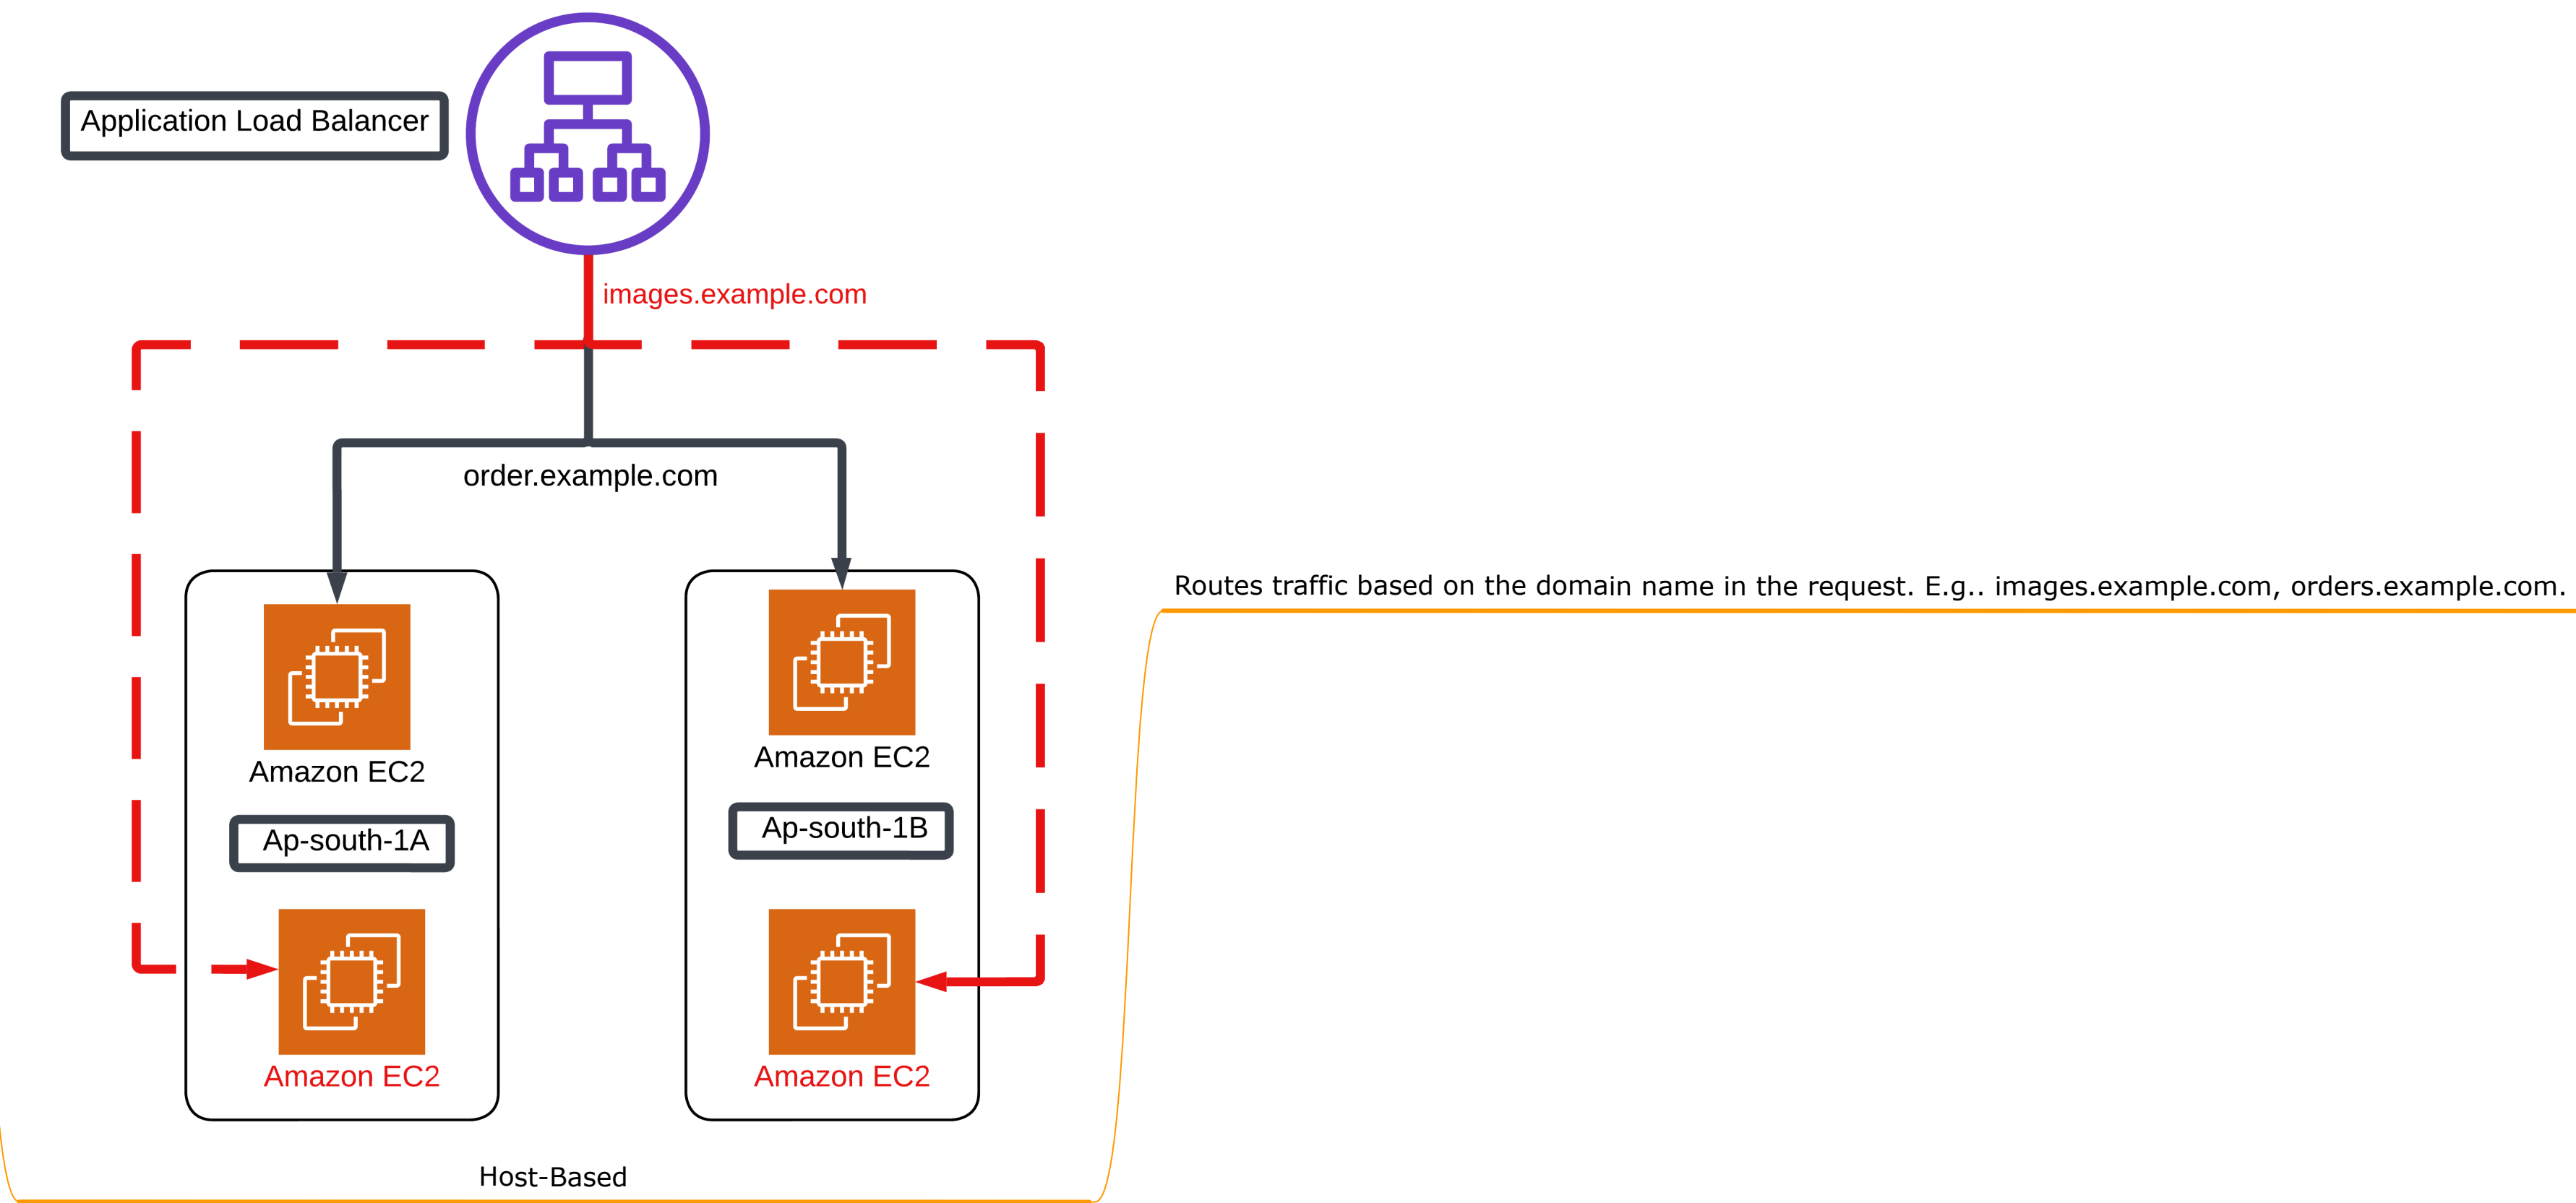 Application Load Balancer
images.example.com
order.example.com
Routes traffic based on the domain name in the request. E.g.. images.example.com, orders.example.com.
Amazon EC2
Amazon EC2
Ap-south-1A
Ap-south-1B
Amazon EC2
Amazon EC2
Host-Based